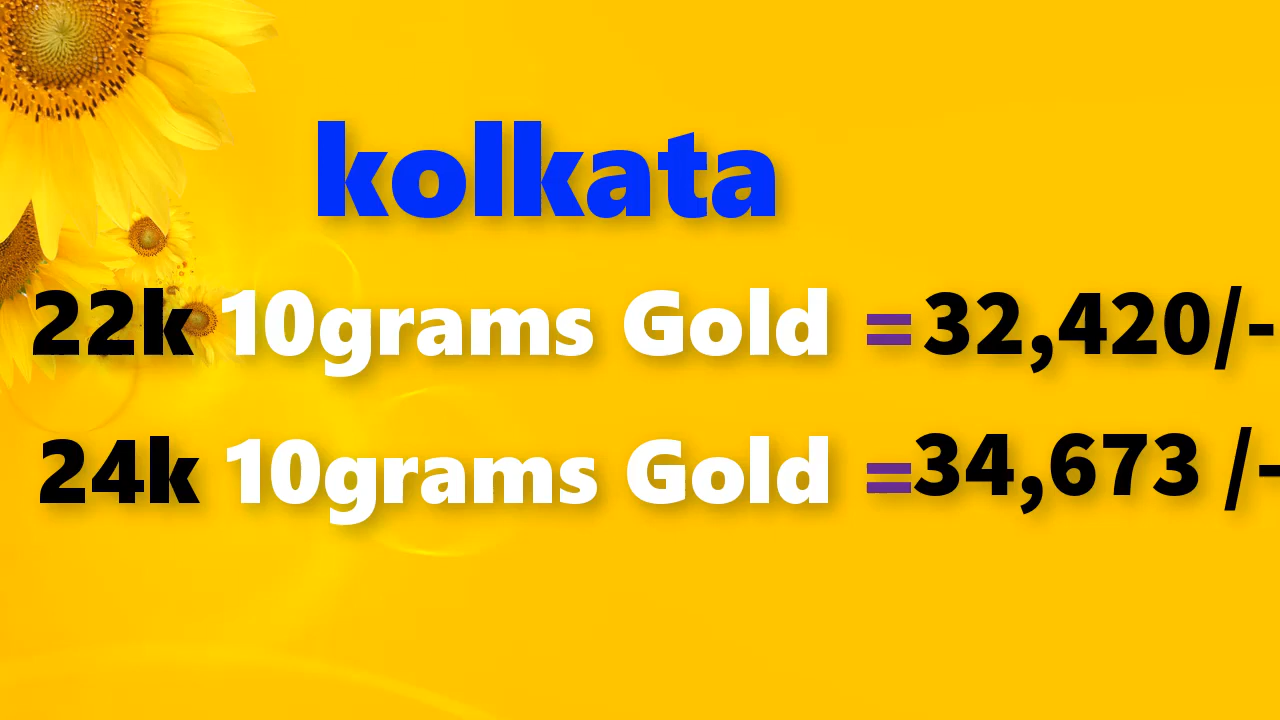 kolkata
22k 10grams Gold =32,420/-
24k 10grams Gold =34,673 /-